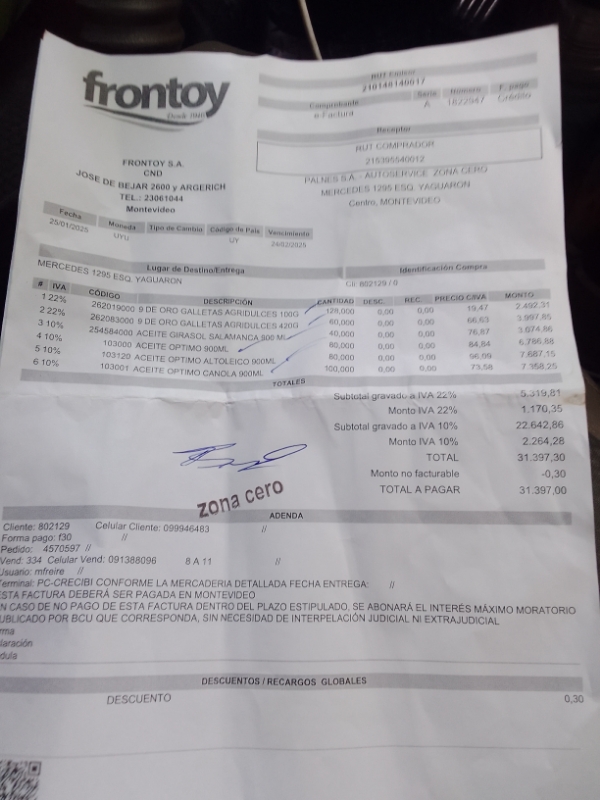 frontoy
Desde 1980
FRONTOY S.A.
CND
JOSE DE BEJAR 2600 y ARGERICH
TEL.: 23061044
Montevideo
RUT Emisor
210148140017
Comprobante Serie Número F. pago
e-Factura A 1822947 Crédito
Receptor
RUT COMPRADOR
215395540012
PALNES S.A. - AUTOSERVICE ZONA CERO
MERCEDES 1295 ESQ. YAGUARON
Centro, MONTEVIDEO
Fecha Moneda Tipo de Cambio Código de País Vencimiento
25/01/2025 UYU UY 24/02/2025
Lugar de Destino/Entrega Identificación Compra
MERCEDES 1295 ESQ. YAGUARON Cli: 802129 / 0
# IVA CÓDIGO DESCRIPCIÓN CANTIDAD DESC. REC. PRECIO C/IVA MONTO
1 22% 262019000 9 DE ORO GALLETAS AGRIDULCES 100G 128,000 0,00 0,00 19,47 2.492,31
2 22% 262083000 9 DE ORO GALLETAS AGRIDULCES 420G 60,000 0,00 0,00 66,63 3.997,85
3 10% 254584000 ACEITE GIRASOL SALAMANCA 900 ML 40,000 0,00 0,00 76,87 3.074,86
4 10% 103000 ACEITE OPTIMO 900ML 80,000 0,00 0,00 84,84 6.786,88
5 10% 103120 ACEITE OPTIMO ALTOLEICO 900ML 80,000 0,00 0,00 96,09 7.687,15
6 10% 103001 ACEITE OPTIMO CANOLA 900ML 100,000 0,00 0,00 73,58 7.358,25
TOTALES
Subtotal gravado a IVA 22% 5.319,81
Monto IVA 22% 1.170,35
Subtotal gravado a IVA 10% 22.642,86
Monto IVA 10% 2.264,28
TOTAL 31.397,30
Monto no facturable -0,30
TOTAL A PAGAR 31.397,00
zona cero
ADENDA
Cliente: 802129 Celular Cliente: 099946483 //
Forma pago: f30 //
Pedido: 4570597 //
Vend: 334 Celular Vend: 091388096 8 A 11 //
Usuario: mfreire //
Terminal: PC-CRECIBI CONFORME LA MERCADERIA DETALLADA FECHA ENTREGA: //
ESTA FACTURA DEBERÁ SER PAGADA EN MONTEVIDEO
EN CASO DE NO PAGO DE ESTA FACTURA DENTRO DEL PLAZO ESTIPULADO, SE ABONARÁ EL INTERÉS MÁXIMO MORATORIO
PUBLICADO POR BCU QUE CORRESPONDA, SIN NECESIDAD DE INTERPELACIÓN JUDICIAL NI EXTRAJUDICIAL
rma
laración
dula
DESCUENTOS / RECARGOS GLOBALES
DESCUENTO 0,30